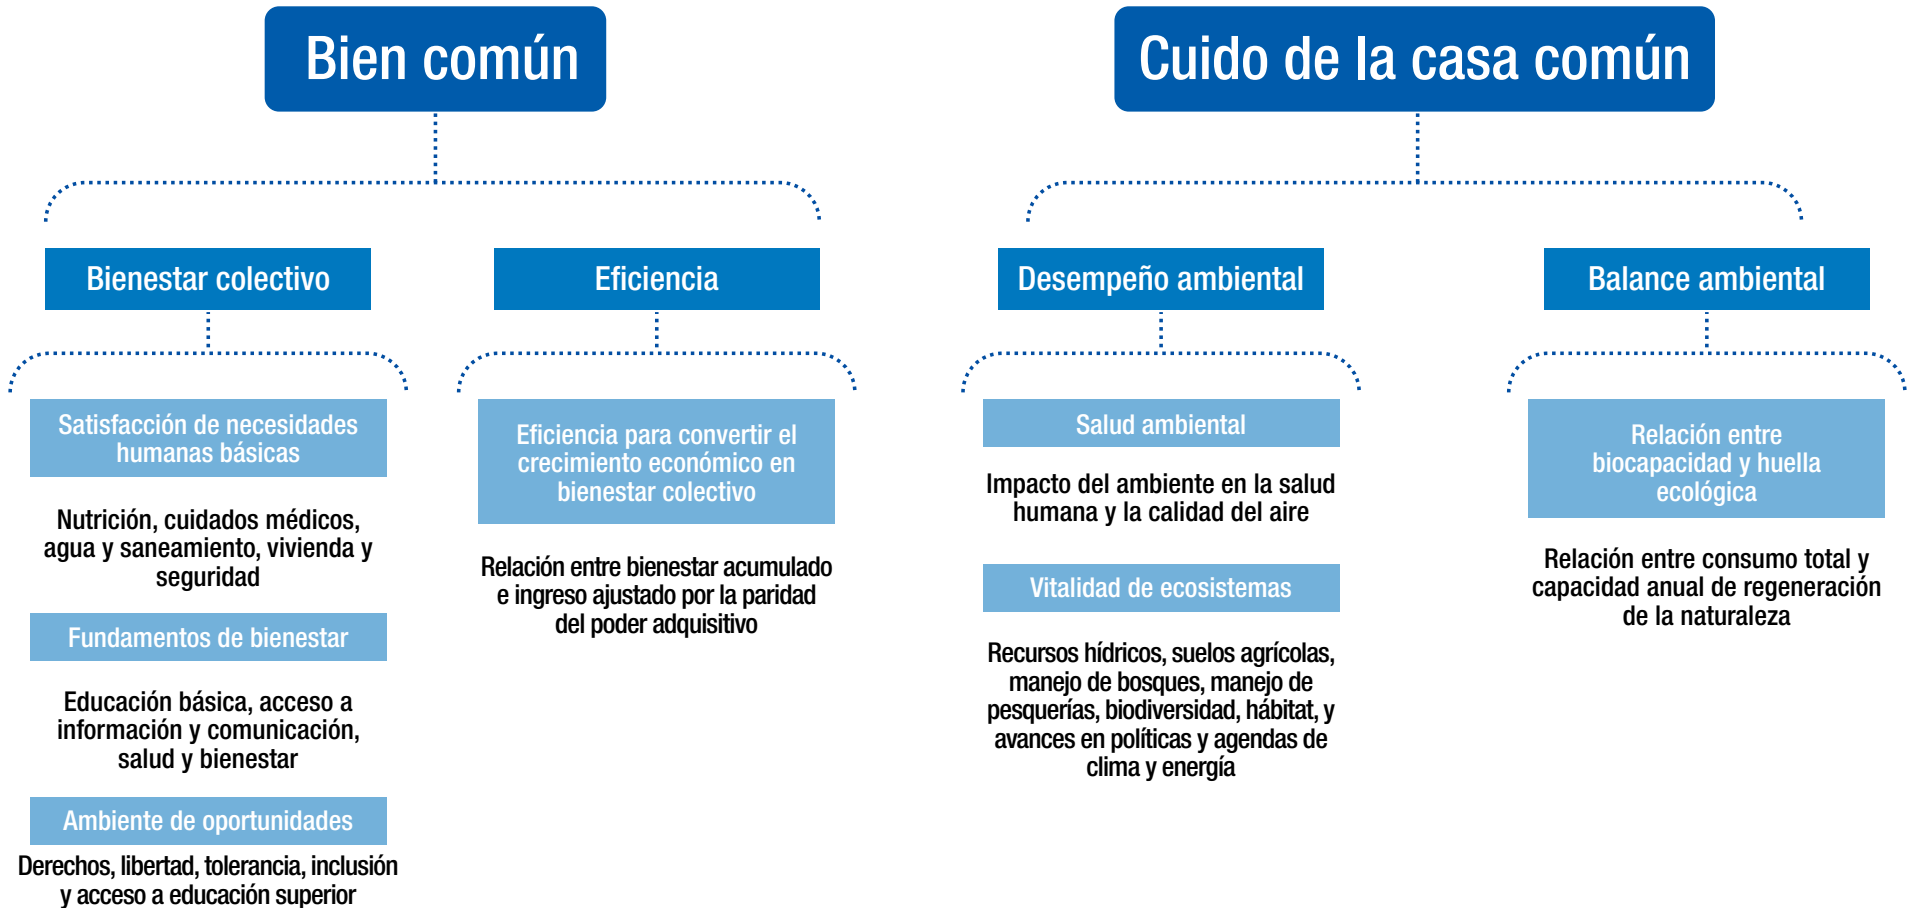 Bien común
Bienestar colectivo
Satisfacción de necesidades
humanas básicas
Nutrición, cuidados médicos,
agua y saneamiento, vivienda y
seguridad
Fundamentos de bienestar
Educación básica, acceso a
información y comunicación,
salud y bienestar
Ambiente de oportunidades
Derechos, libertad, tolerancia, inclusión
y acceso a educación superior
Eficiencia
Eficiencia para convertir el
crecimiento económico en
bienestar colectivo
Relación entre bienestar acumulado
e ingreso ajustado por la paridad
del poder adquisitivo
Cuido de la casa común
Desempeño ambiental
Salud ambiental
Impacto del ambiente en la salud
humana y la calidad del aire
Vitalidad de ecosistemas
Recursos hídricos, suelos agrícolas,
manejo de bosques, manejo de
pesquerías, biodiversidad, hábitat, y
avances en políticas y agendas de
clima y energía
Balance ambiental
Relación entre
biocapacidad y huella
ecológica
Relación entre consumo total y
capacidad anual de regeneración
de la naturaleza